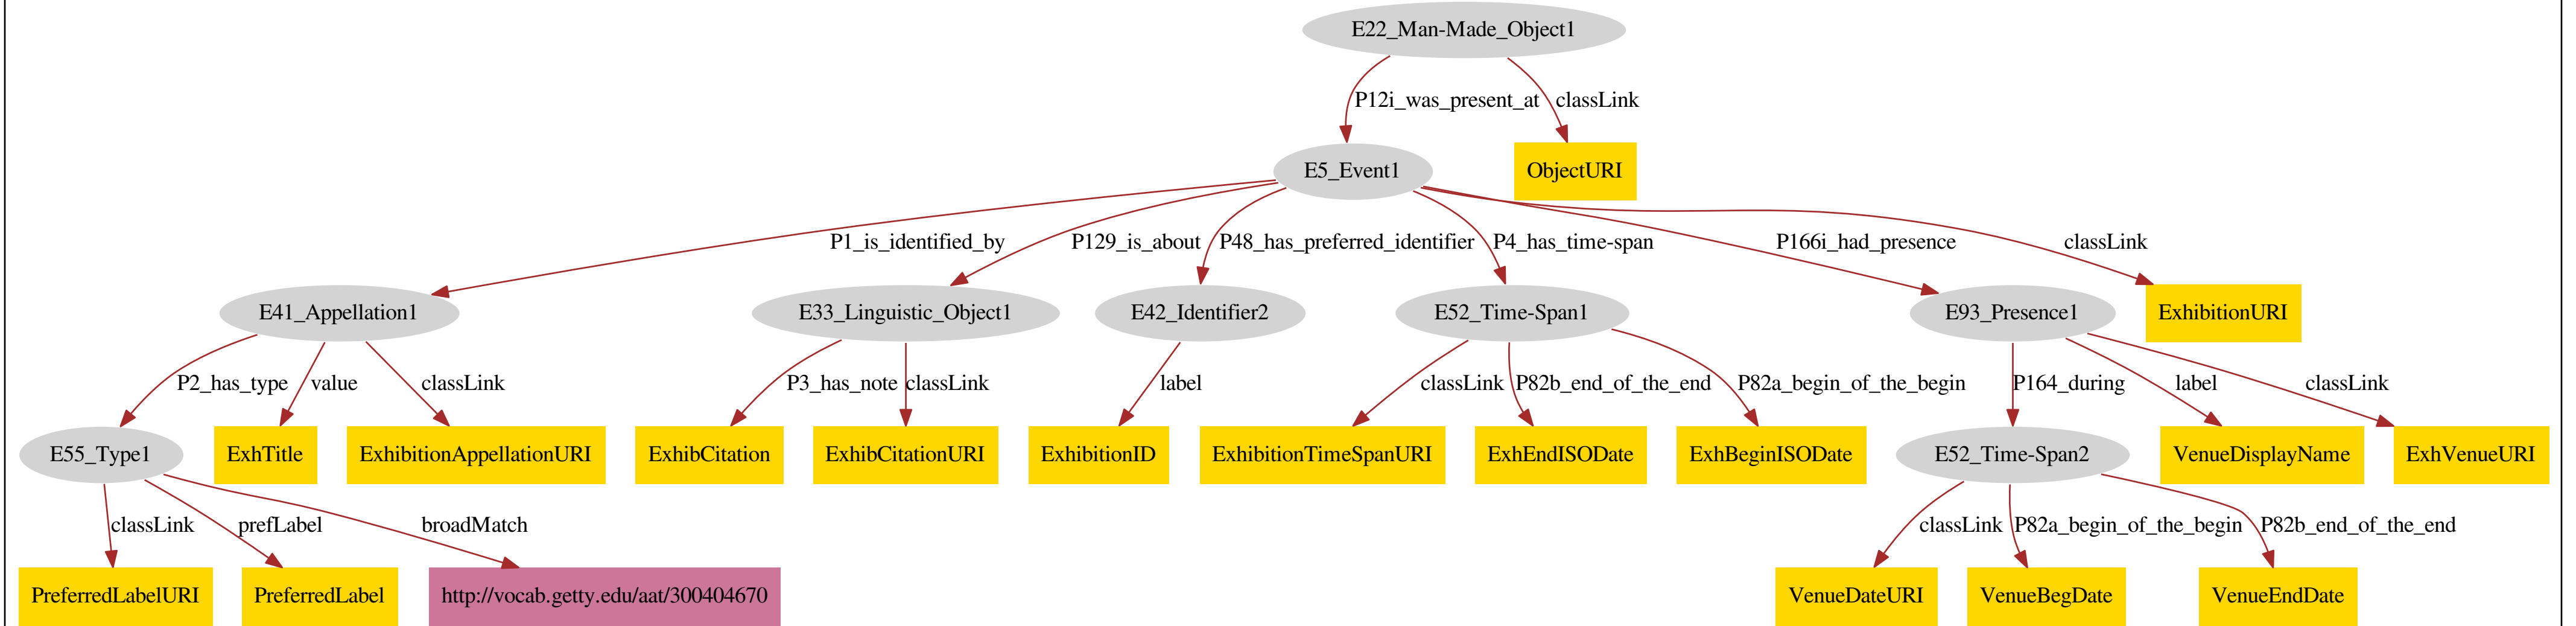 E22_Man-Made_Object1
P12i_was_present_at classLink
E5_Event1 ObjectURI
P1_is_identified_by P129_is_about P48_has_preferred_identifier P4_has_time-span P166i_had_presence classLink
E41_Appellation1 E33_Linguistic_Object1 E42_Identifier2 E52_Time-Span1 E93_Presence1 ExhibitionURI
P2_has_type value classLink P3_has_note classLink label classLink P82b_end_of_the_end P82a_begin_of_the_begin P164_during label classLink
E55_Type1 ExhTitle ExhibitionAppellationURI ExhibCitation ExhibCitationURI ExhibitionID ExhibitionTimeSpanURI ExhEndISODate ExhBeginISODate E52_Time-Span2 VenueDisplayName ExhVenueURI
classLink prefLabel broadMatch classLink P82a_begin_of_the_begin P82b_end_of_the_end
PreferredLabelURI PreferredLabel http://vocab.getty.edu/aat/300404670 VenueDateURI VenueBegDate VenueEndDate